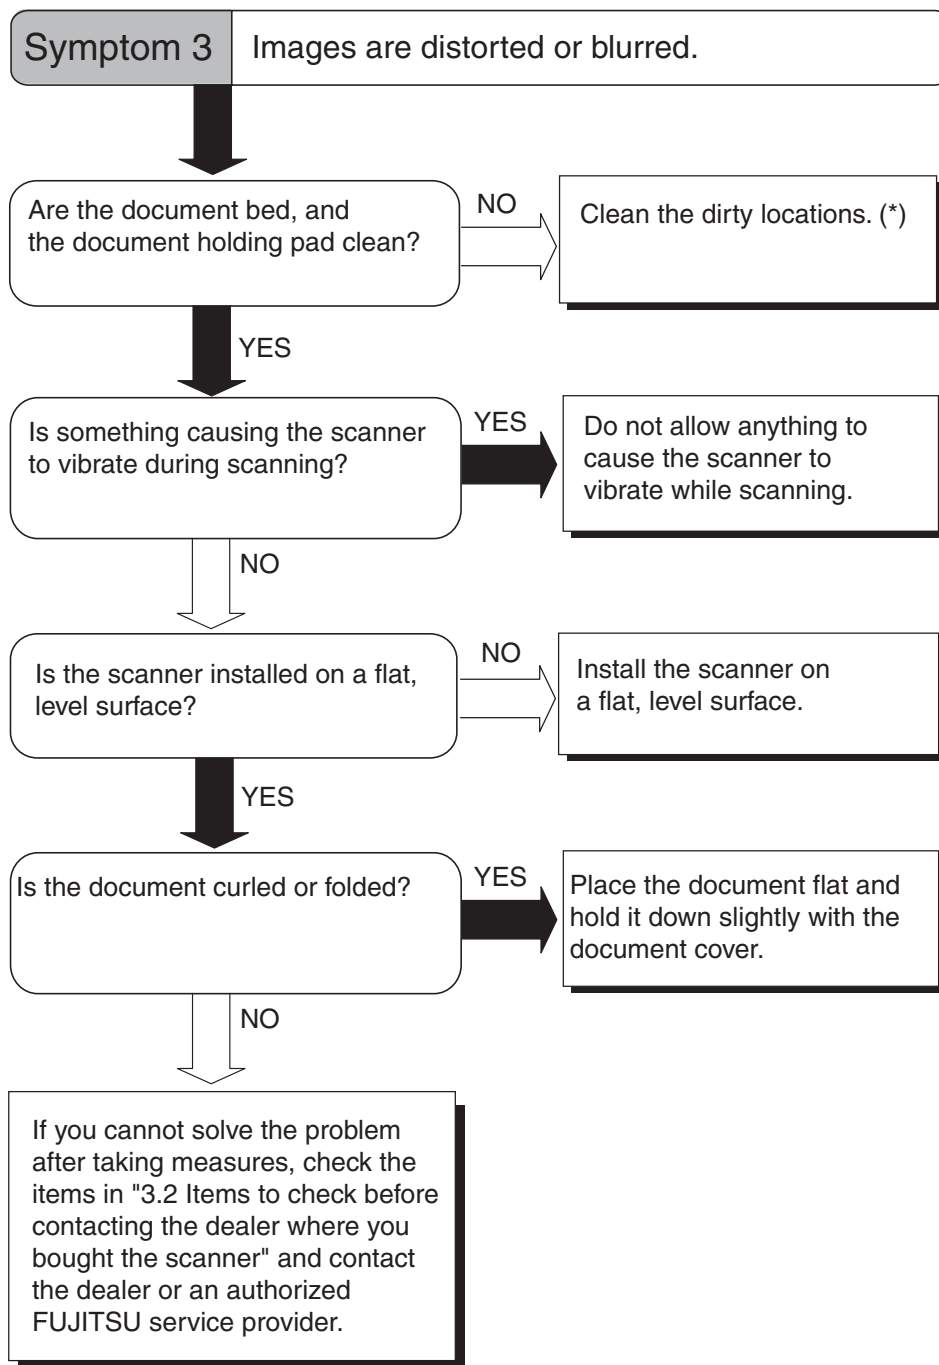 Symptom 3
Images are distorted or blurred.
Are the document bed, and
the document holding pad clean?
NO
Clean the dirty locations. (*)
YES
Is something causing the scanner
to vibrate during scanning?
YES
Do not allow anything to
cause the scanner to
vibrate while scanning.
NO
Is the scanner installed on a flat,
level surface?
NO
Install the scanner on
a flat, level surface.
YES
Is the document curled or folded?
YES
Place the document flat and
hold it down slightly with the
document cover.
NO
If you cannot solve the problem
after taking measures, check the
items in "3.2 Items to check before
contacting the dealer where you
bought the scanner" and contact
the dealer or an authorized
FUJITSU service provider.